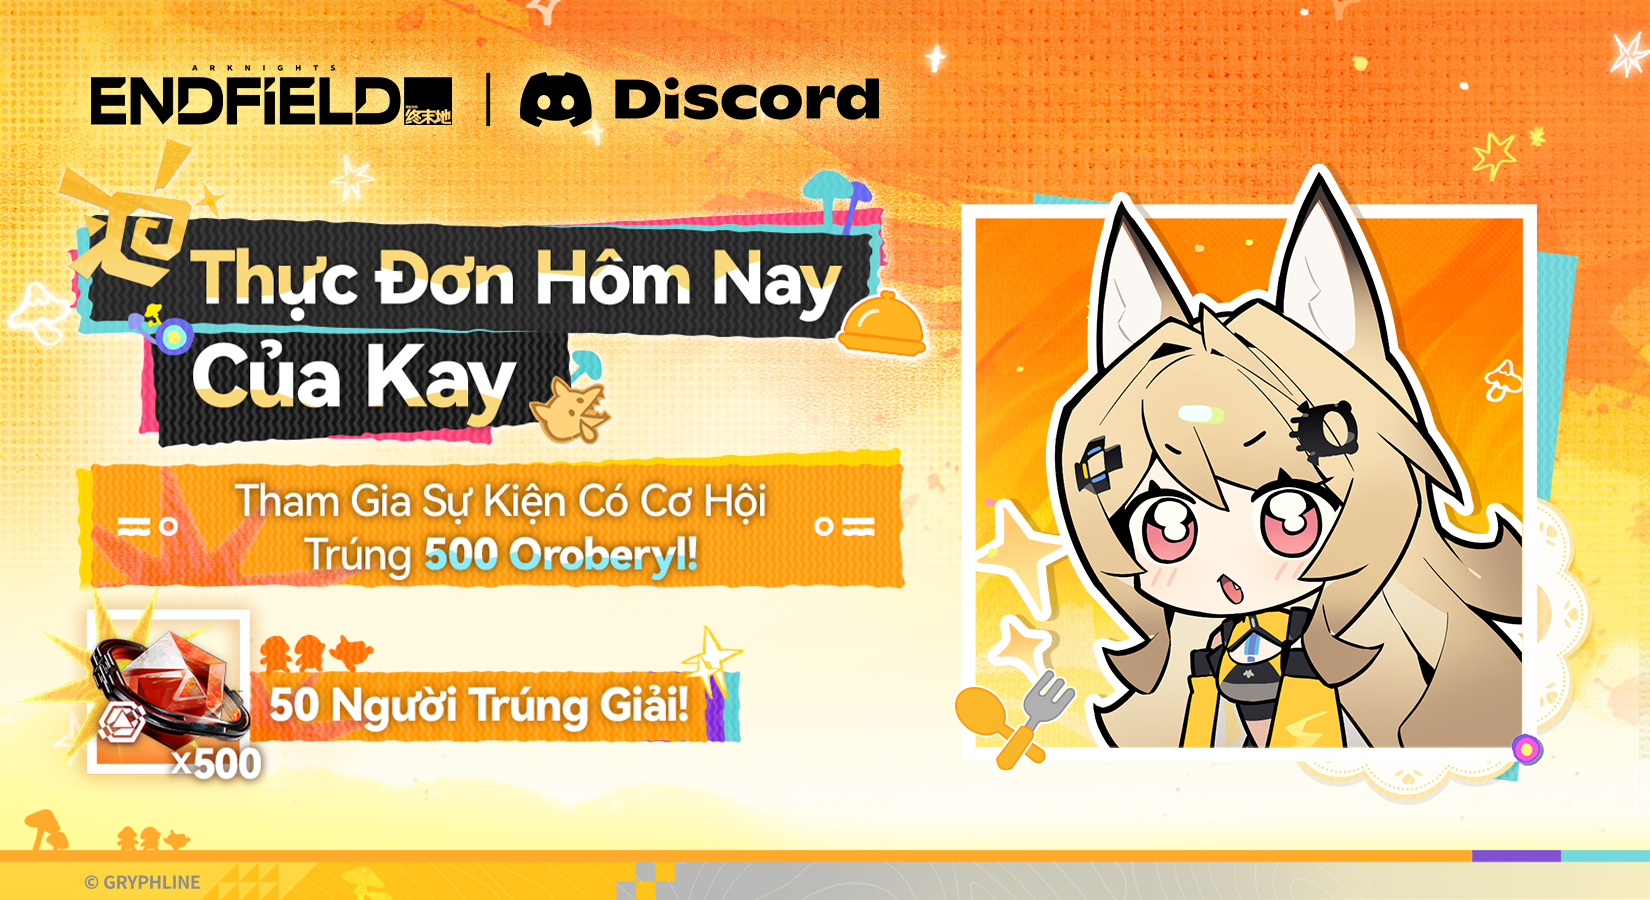 ARKNIGHTS
ENDFIELD
终末地
Discord
Thực Đơn Hôm Nay
Của Kay
Tham Gia Sự Kiện Có Cơ Hội
Trúng 500 Oroberyl!
50 Người Trúng Giải!
x500
© GRYPHLINE